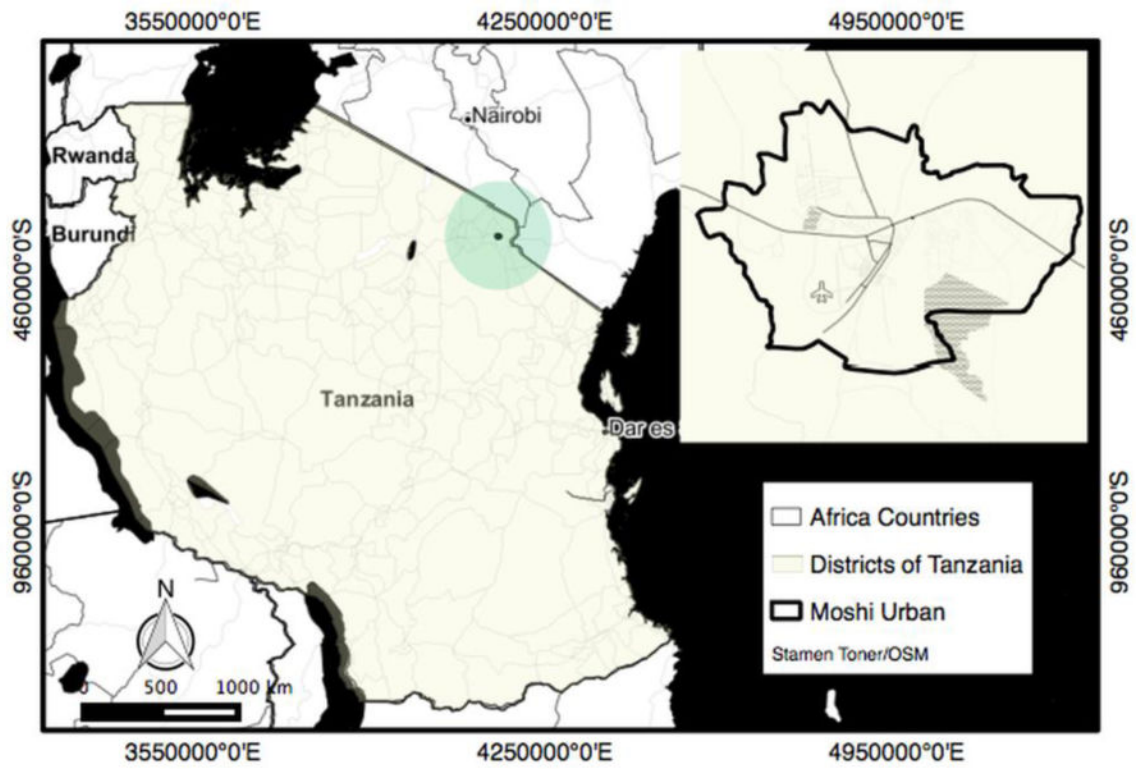 3550000°0'E 4250000°0'E 4950000°0'E
Nairobi
Rwanda
Burundi
460000°0'S 460000°0'S
Tanzania
Dar es
960000°0'S 960000°0'S
Africa Countries
Districts of Tanzania
Moshi Urban
Stamen Toner/OSM
N
0 500 1000 km
3550000°0'E 4250000°0'E 4950000°0'E